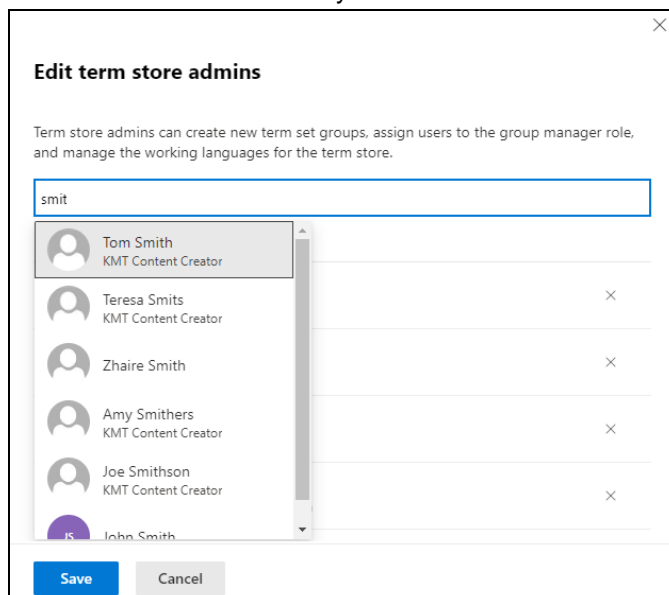 Edit term store admins
Term store admins can create new term set groups, assign users to the group manager role,
and manage the working languages for the term store.
smit
Tom Smith
KMT Content Creator
Teresa Smits
KMT Content Creator
Zhaire Smith
Amy Smithers
KMT Content Creator
Joe Smithson
KMT Content Creator
JS John Smith
Save Cancel